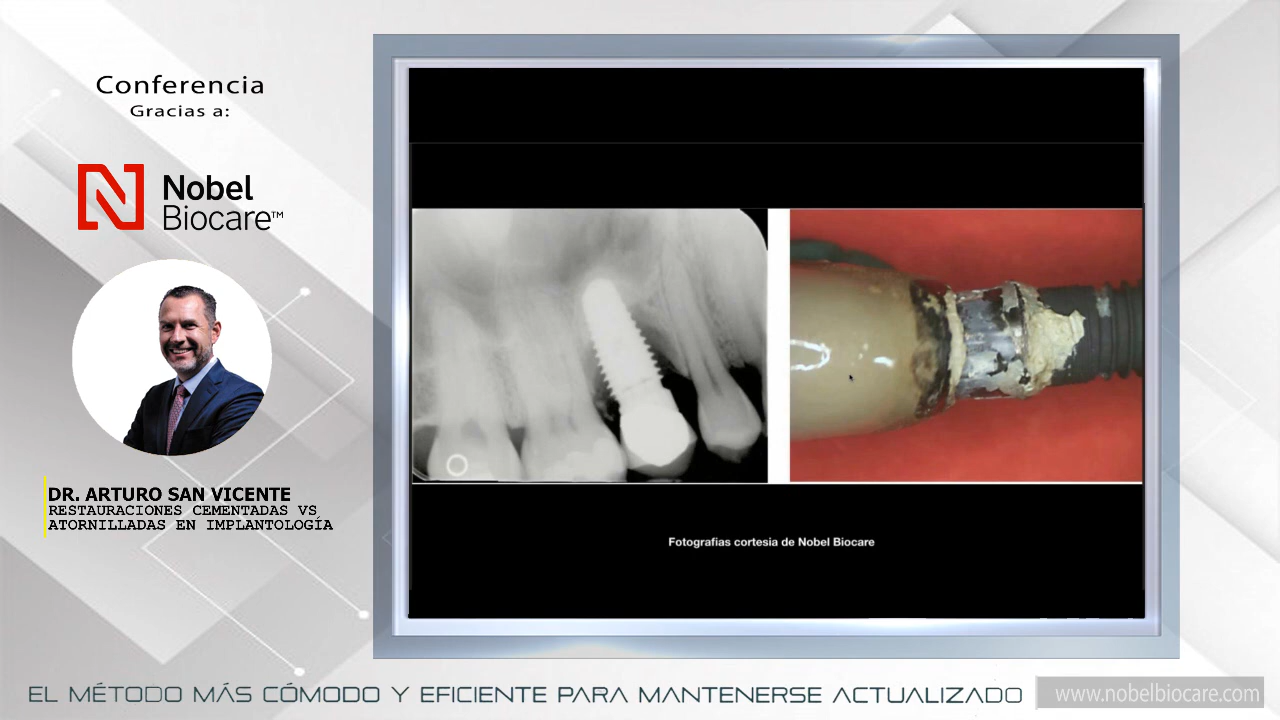 Conferencia
Gracias a:
Nobel
Biocare™
DR. ARTURO SAN VICENTE
RESTAURACIONES CEMENTADAS VS
ATORNILLADAS EN IMPLANTOLOGÍA
Fotografias cortesia de Nobel Biocare
EL MÉTODO MÁS CÓMODO Y EFICIENTE PARA MANTENERSE ACTUALIZADO
www.nobelbiocare.com